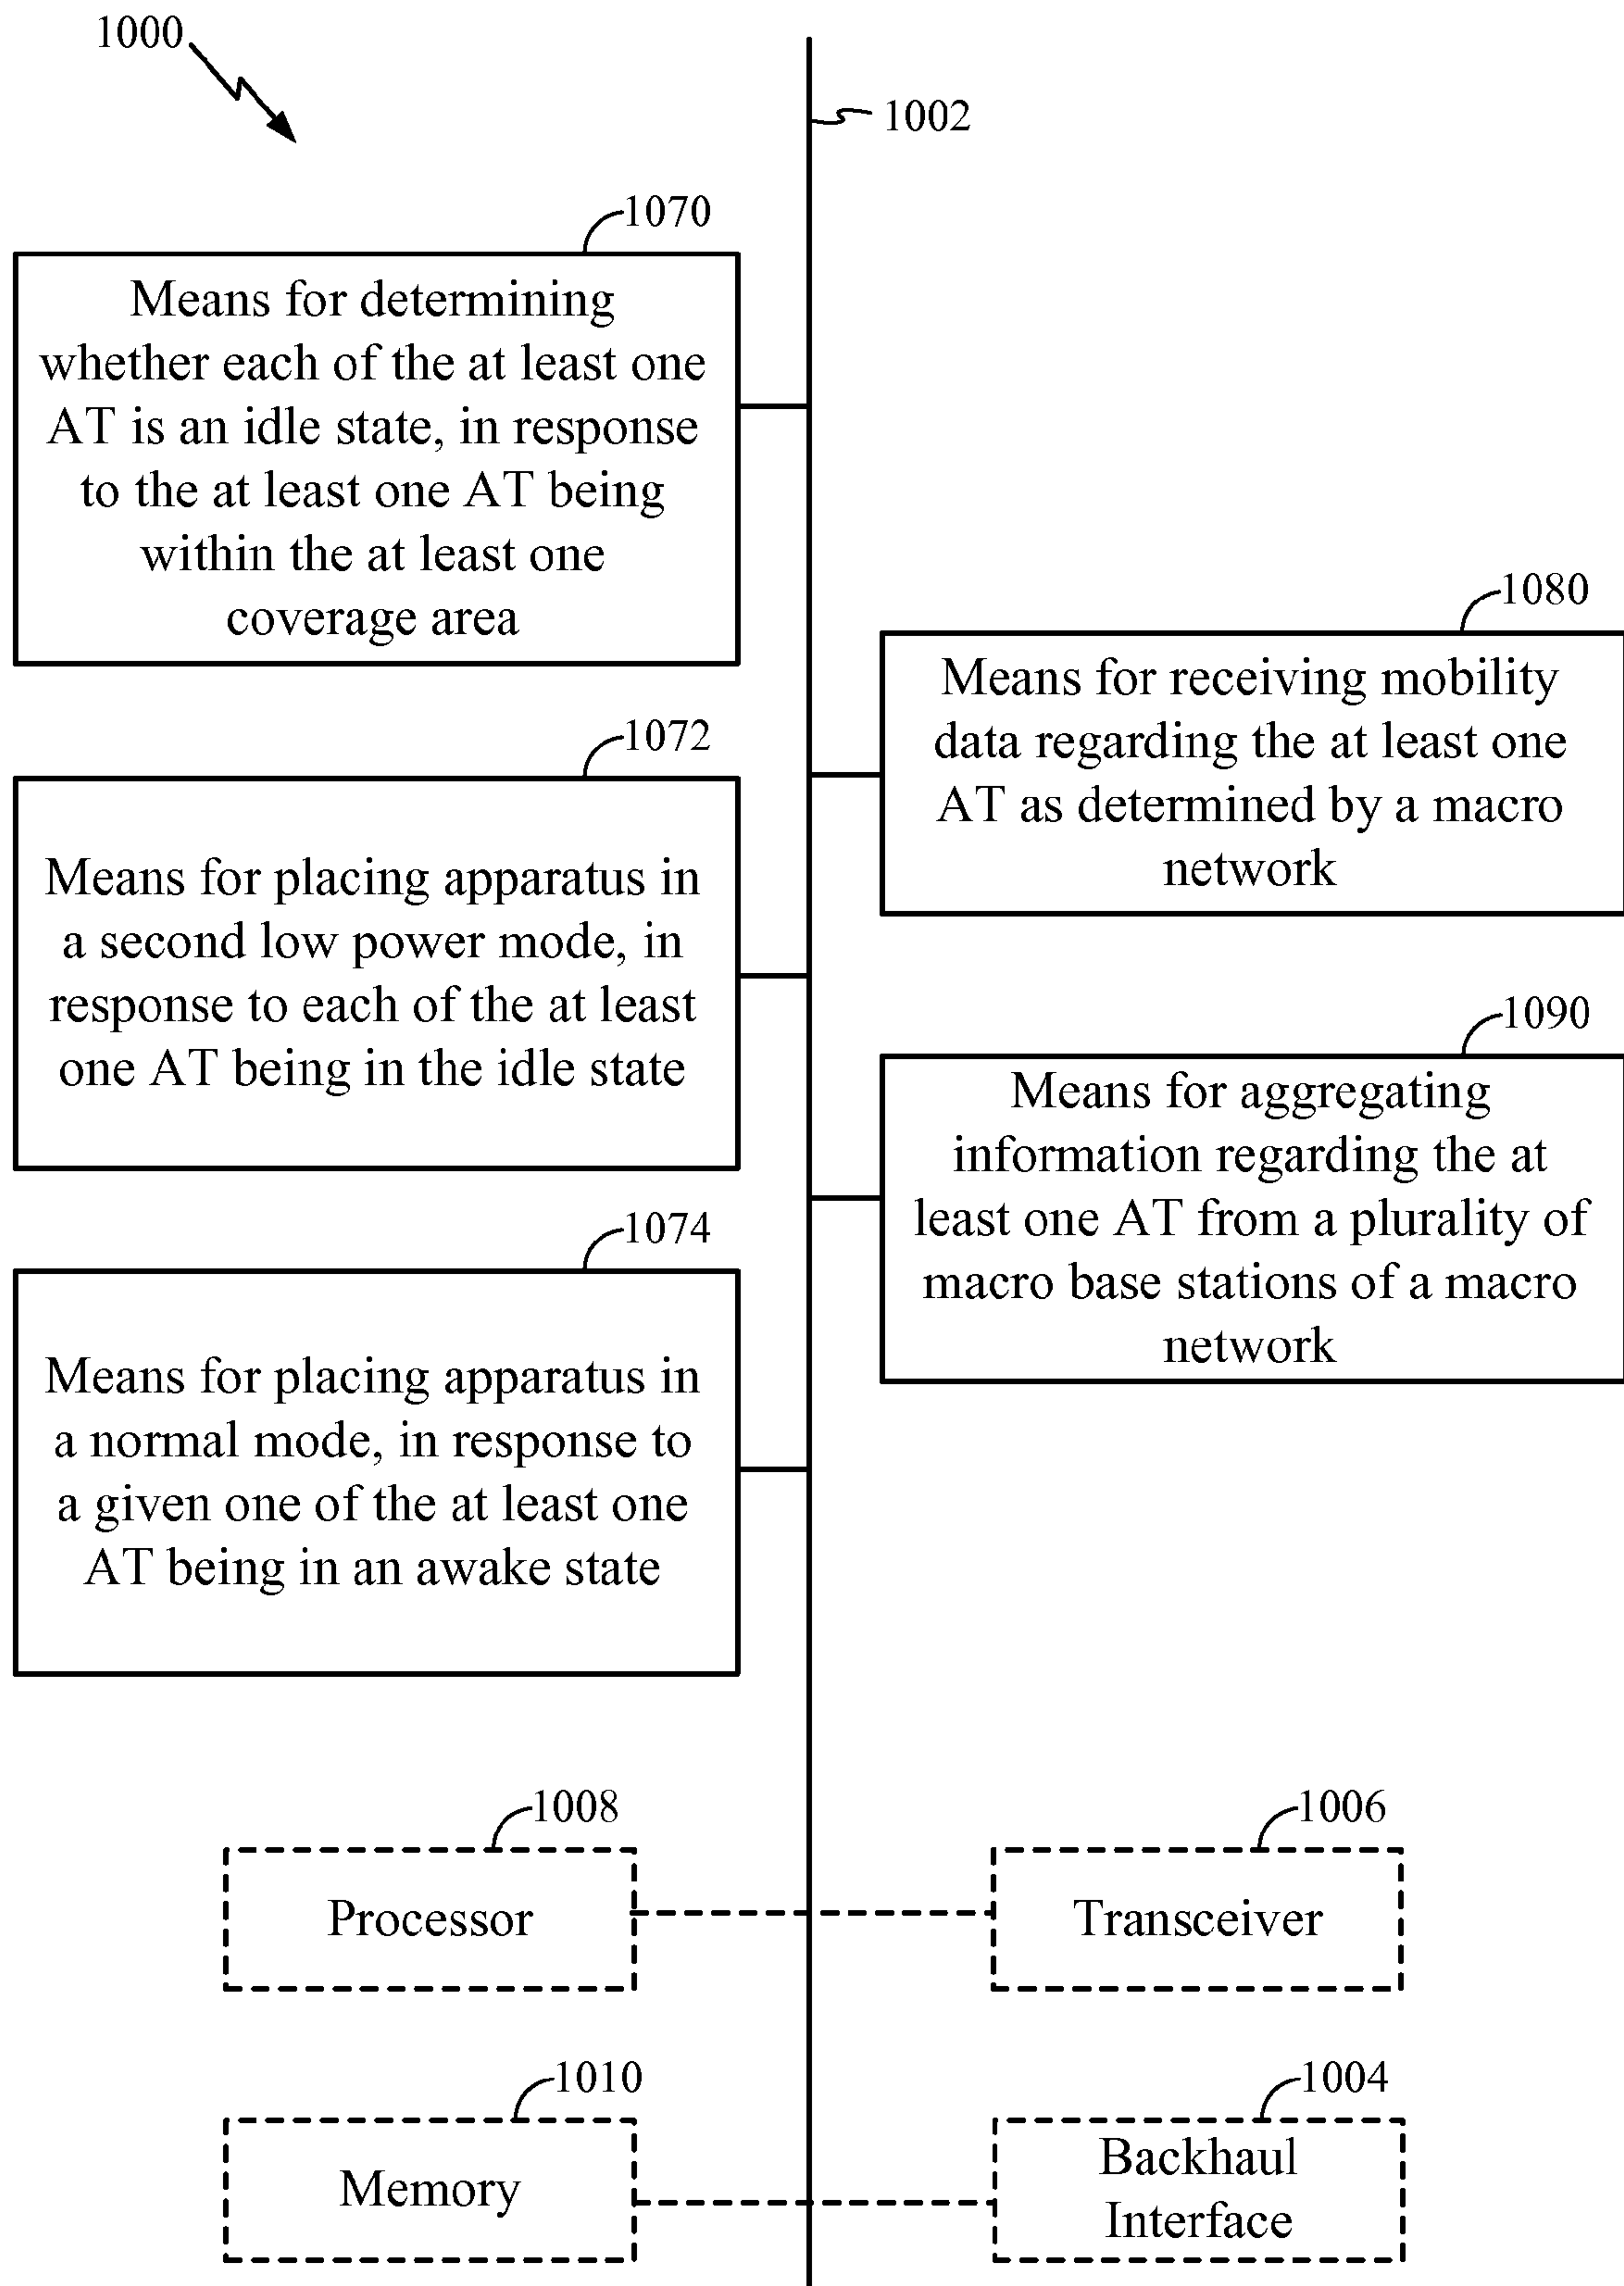 1000
1002
1070
Means for determining
whether each of the at least one
AT is an idle state, in response
to the at least one AT being
within the at least one
coverage area
1080
Means for receiving mobility
data regarding the at least one
AT as determined by a macro
network
1072
Means for placing apparatus in
a second low power mode, in
response to each of the at least
one AT being in the idle state
1090
Means for aggregating
information regarding the at
least one AT from a plurality of
macro base stations of a macro
network
1074
Means for placing apparatus in
a normal mode, in response to
a given one of the at least one
AT being in an awake state
1008
Processor
1006
Transceiver
1010
Memory
1004
Backhaul
Interface